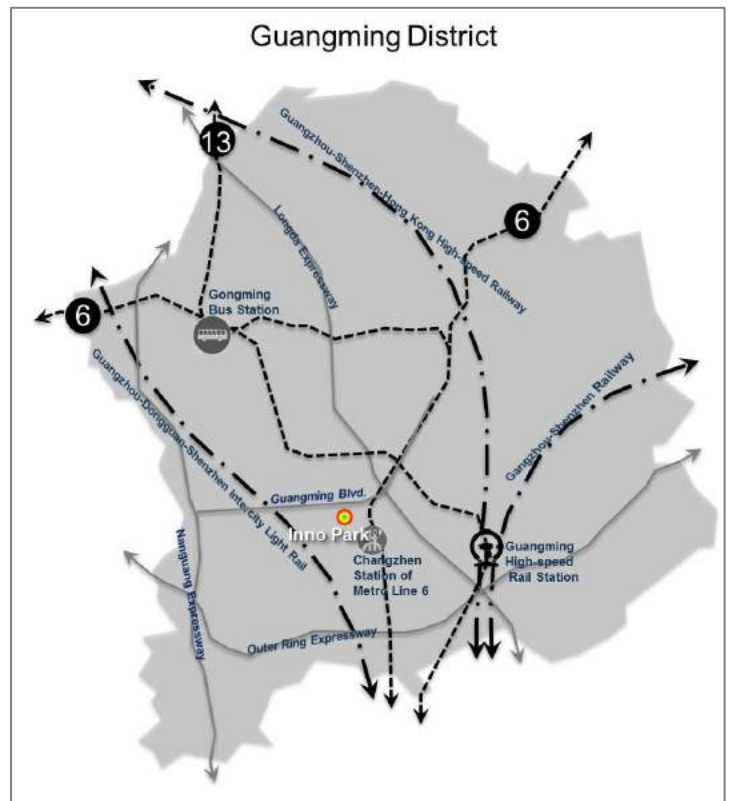 Guangming District
13
Guangzhou-Shenzhen-Hong Kong High-speed Railway
6
Longda Expressway
6
Gongming
Bus Station
Guangzhou-Dongguan-Shenzhen Intercity Light Rail
Gangzhou-Shenzhen Railway
Guangming Blvd.
Inno Park
Changzhen
Station of
Metro Line 6
Guangming
High-speed
Rail Station
Nanguang Expressway
Outer Ring Expressway